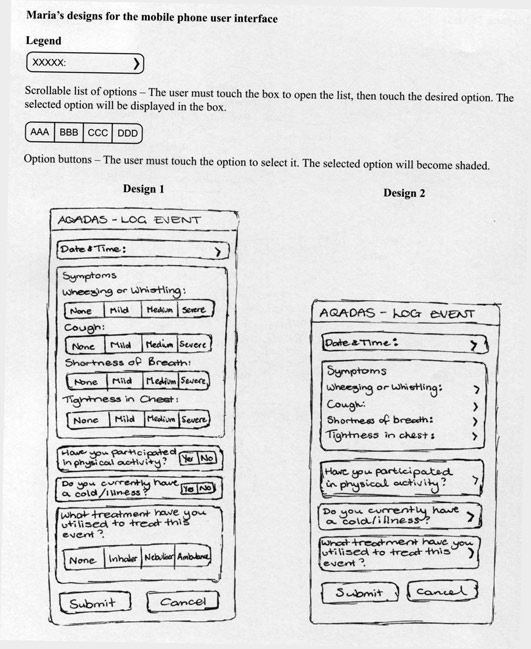 Maria's designs for the mobile phone user interface
Legend
XXXXX:
Scrollable list of options – The user must touch the box to open the list, then touch the desired option. The
selected option will be displayed in the box.
AAA BBB CCC DDD
Option buttons – The user must touch the option to select it. The selected option will become shaded.
Design 1
AQADAS - LOG EVENT
Date & Time:
Symptoms
Wheezing or Whistling:
None Mild Medium Severe
Cough:
None Mild Medium Severe
Shortness of Breath:
None Mild Medium Severe
Tightness in Chest:
None Mild Medium Severe
Have you participated
in physical activity? Yes No
Do you currently have
a cold/illness? Yes No
What treatment have you
utilised to treat this
event?
None Inhaler Nebuliser Ambulance
Submit Cancel
Design 2
AQADAS - LOG EVENT
Date & Time:
Symptoms
Wheezing or Whistling:
Cough:
Shortness of breath:
Tightness in chest:
Have you participated
in physical activity?
Do you currently have
a cold/illness?
What treatment have you
utilised to treat this
event?
Submit Cancel